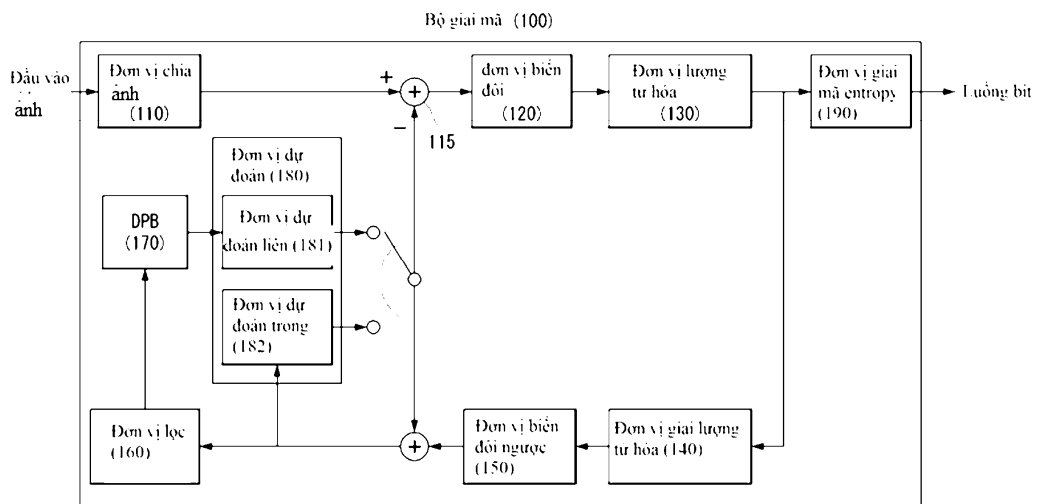 Bộ giai mã (100)
Đầu vào
ảnh
Đơn vị chia
ảnh
(110)
+
+
−
115
đơn vị biến
đổi
(120)
Đơn vị lượng
tử hóa
(130)
Đơn vị giai
mã entropy
(190)
Luồng bit
Đơn vị dự
đoán (180)
DPB
(170)
Đơn vị dự
đoán liên (181)
Đơn vị dự
đoán trong
(182)
Đơn vị lọc
(160)
+
Đơn vị biến
đổi ngược
(150)
Đơn vị giai lượng
tử hóa (140)